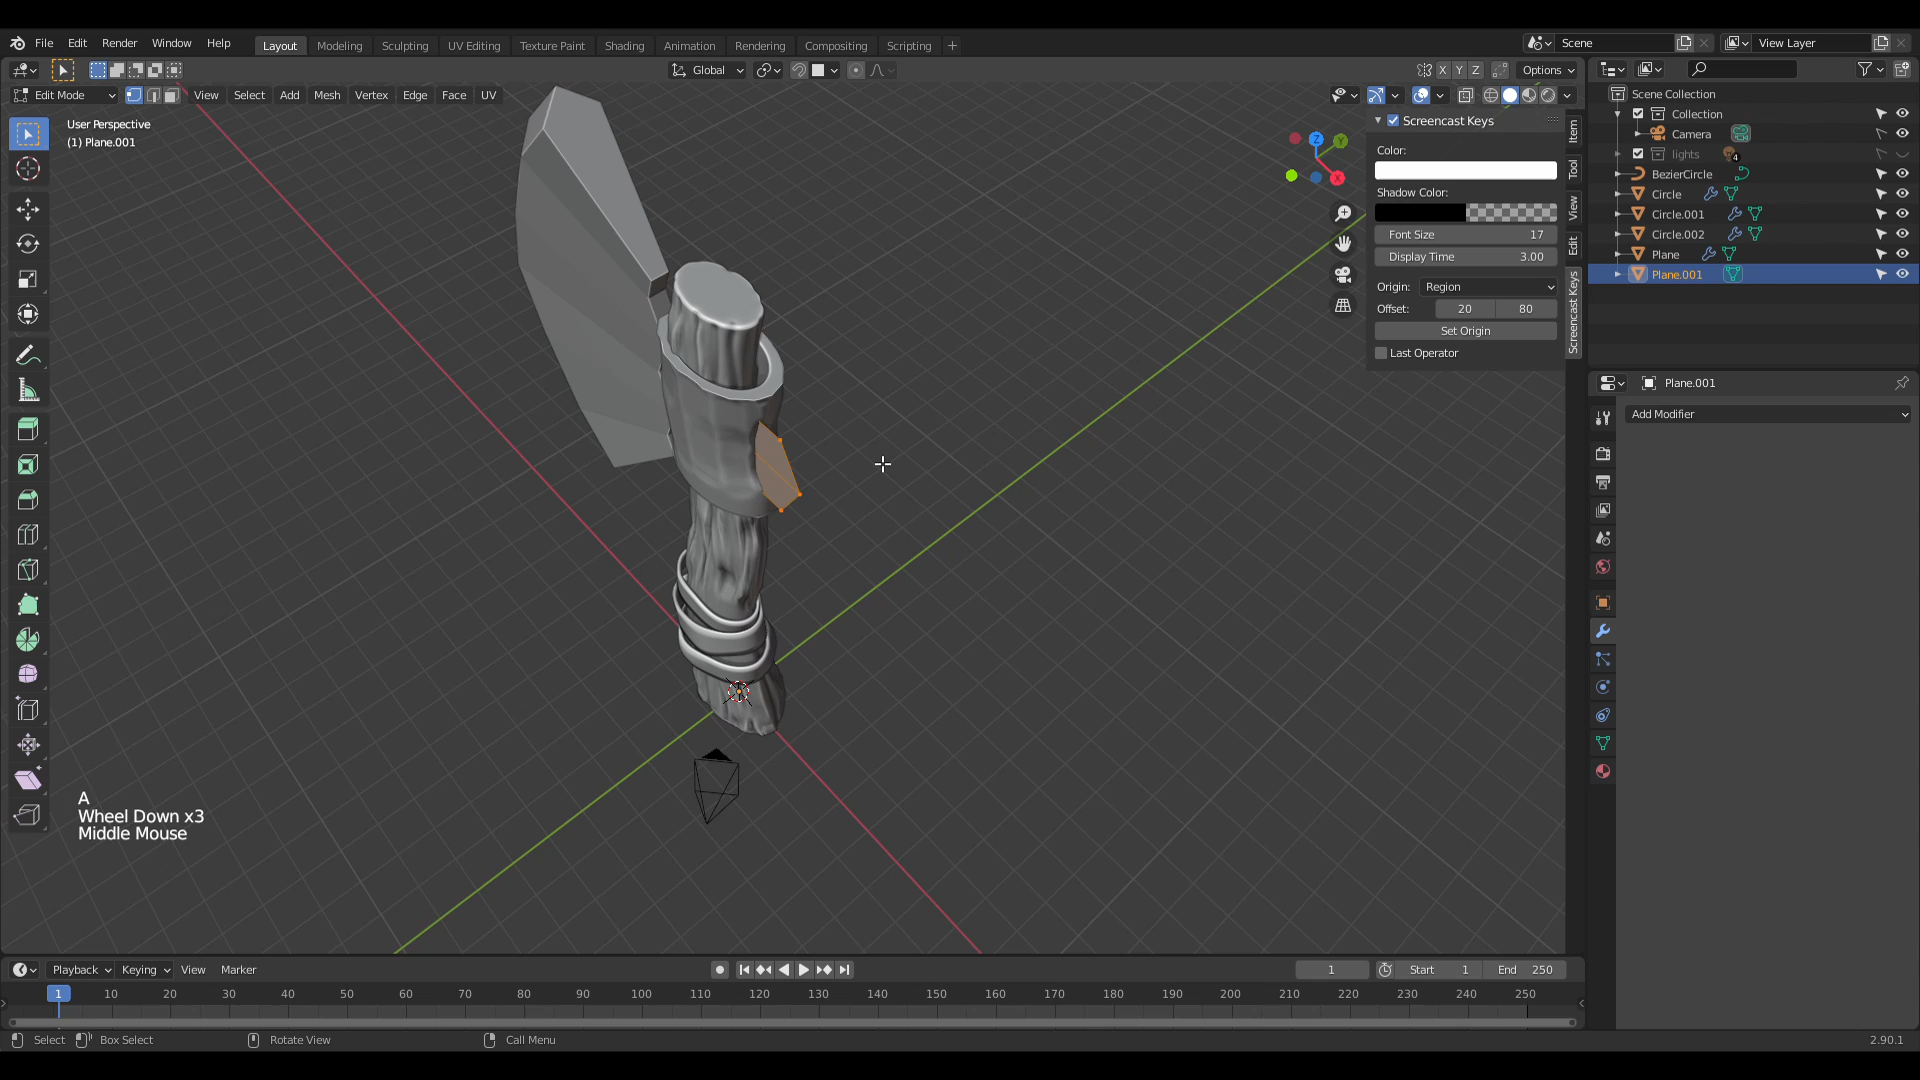 File Edit Render Window Help Layout Modeling Sculpting UV Editing Texture Paint Shading Animation Rendering Compositing Scripting + Scene View Layer
Global X Y Z Options
Edit Mode View Select Add Mesh Vertex Edge Face UV
User Perspective
(1) Plane.001
Screencast Keys
Color:
Shadow Color:
Font Size 17
Display Time 3.00
Origin: Region
Offset: 20 80
Set Origin
Last Operator
Item
Tool
View
Edit
Screencast Keys
Z
Y
X
Scene Collection
Collection
Camera
lights 4
BezierCircle
Circle
Circle.001
Circle.002
Plane
Plane.001
Plane.001
Add Modifier
A
Wheel Down x3
Middle Mouse
Playback Keying View Marker 1 Start 1 End 250
1 10 20 30 40 50 60 70 80 90 100 110 120 130 140 150 160 170 180 190 200 210 220 230 240 250
Select Box Select Rotate View Call Menu 2.90.1